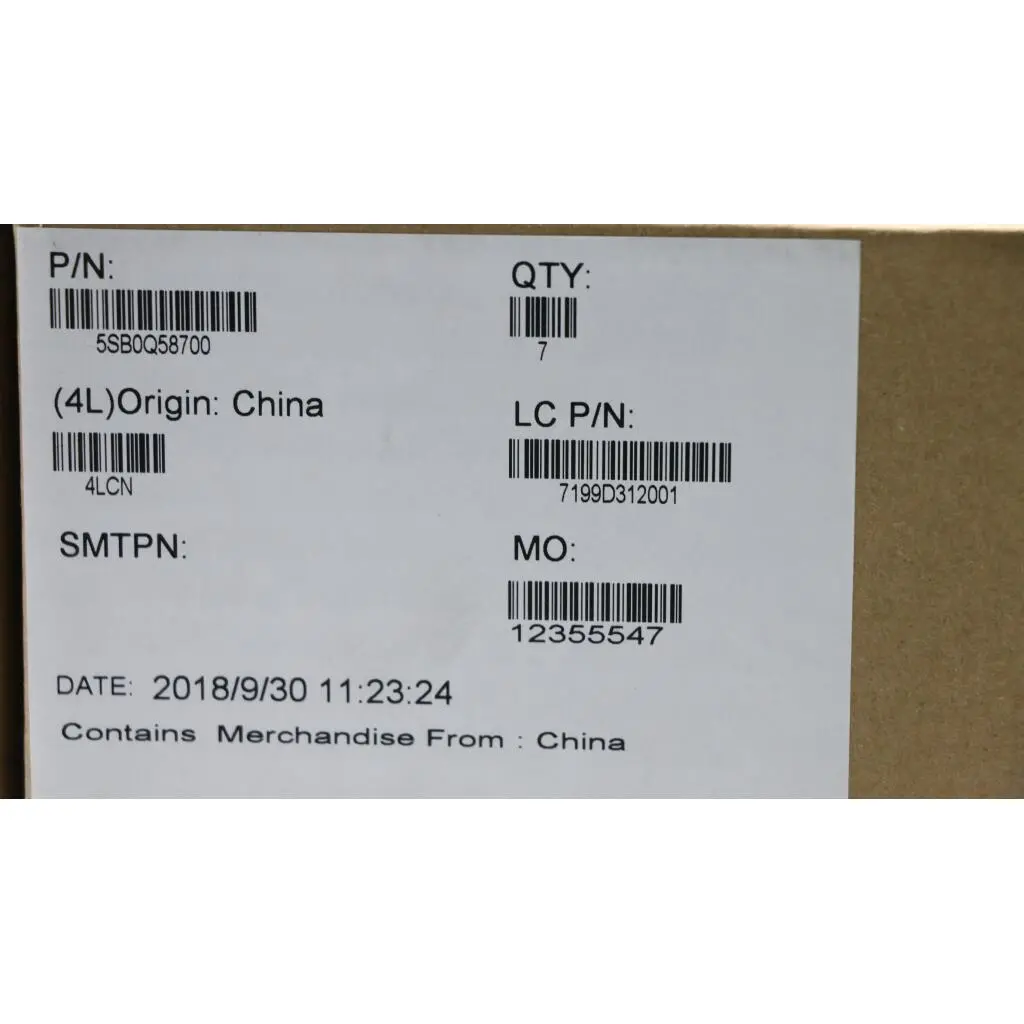 P/N:
5SB0Q58700
QTY:
7
(4L)Origin: China
4LCN
LC P/N:
7199D312001
SMTPN:
MO:
12355547
DATE: 2018/9/30 11:23:24
Contains Merchandise From : China